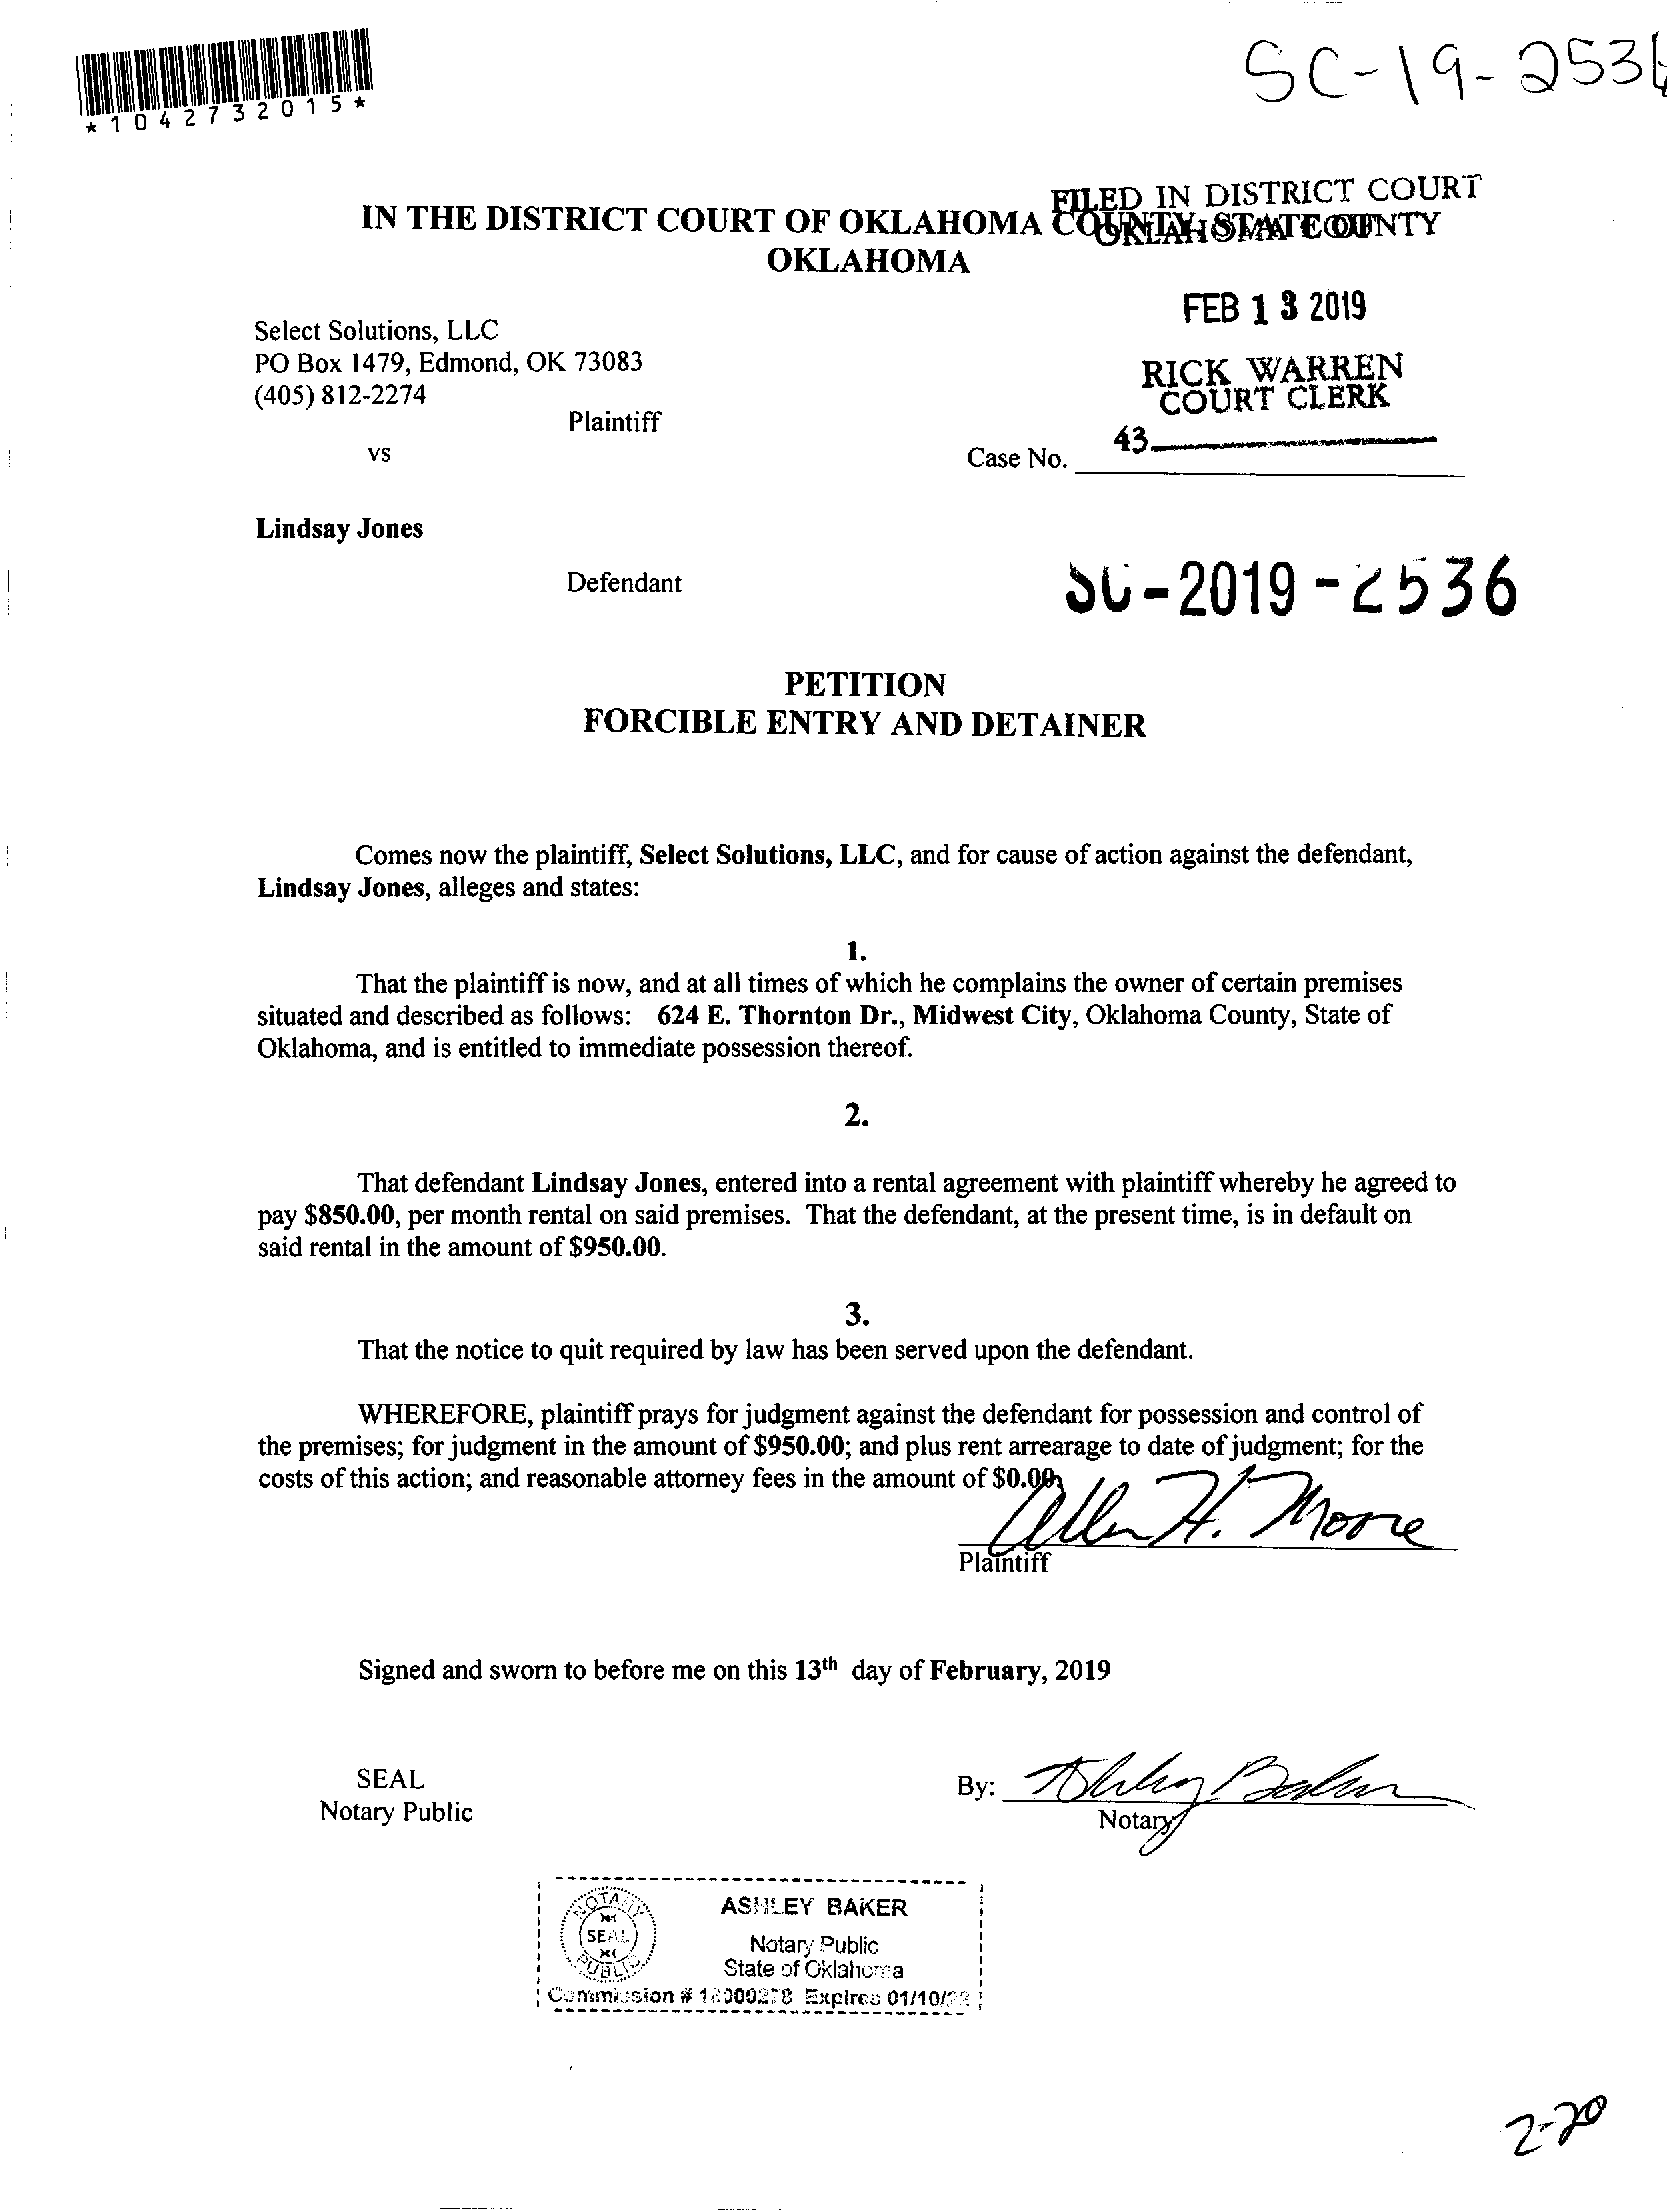 *1042732015*
SC-19-2536
FILED IN DISTRICT COURT
OKLAHOMA COUNTY
IN THE DISTRICT COURT OF OKLAHOMA COUNTY, STATE OF
OKLAHOMA
FEB 13 2019
RICK WARREN
COURT CLERK
43
Select Solutions, LLC
PO Box 1479, Edmond, OK 73083
(405) 812-2274
Plaintiff
vs
Case No.
Lindsay Jones
Defendant
SC-2019-2536
PETITION
FORCIBLE ENTRY AND DETAINER
Comes now the plaintiff, Select Solutions, LLC, and for cause of action against the defendant,
Lindsay Jones, alleges and states:
1.
That the plaintiff is now, and at all times of which he complains the owner of certain premises
situated and described as follows: 624 E. Thornton Dr., Midwest City, Oklahoma County, State of
Oklahoma, and is entitled to immediate possession thereof.
2.
That defendant Lindsay Jones, entered into a rental agreement with plaintiff whereby he agreed to
pay $850.00, per month rental on said premises. That the defendant, at the present time, is in default on
said rental in the amount of $950.00.
3.
That the notice to quit required by law has been served upon the defendant.
WHEREFORE, plaintiff prays for judgment against the defendant for possession and control of
the premises; for judgment in the amount of $950.00; and plus rent arrearage to date of judgment; for the
costs of this action; and reasonable attorney fees in the amount of $0.00.
Allen H. Moore
Plaintiff
Signed and sworn to before me on this 13th day of February, 2019
SEAL
Notary Public
By: Ashley Baker
Notary
NOTARY
SEAL
PUBLIC
ASHLEY BAKER
Notary Public
State of Oklahoma
Commission # Expires 01/10/
2-20